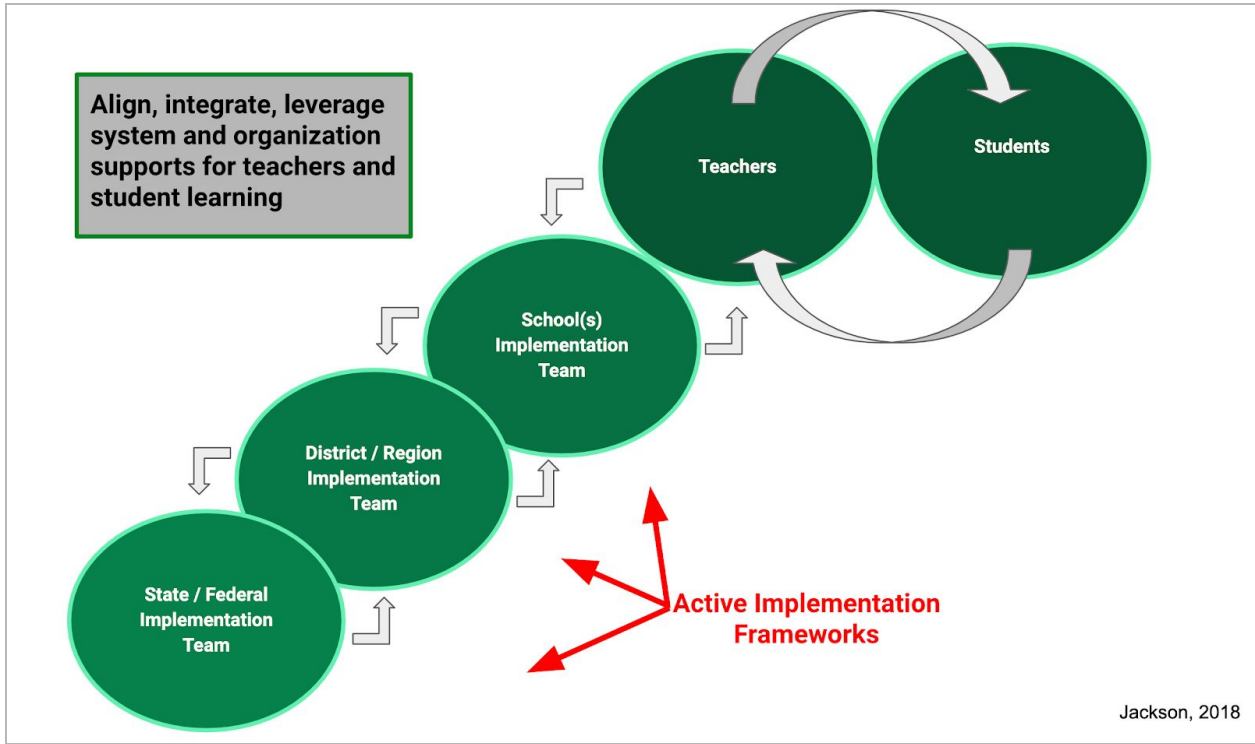 Align, integrate, leverage
system and organization
supports for teachers and
student learning
Teachers
Students
School(s)
Implementation
Team
District / Region
Implementation
Team
State / Federal
Implementation
Team
Active Implementation
Frameworks
Jackson, 2018